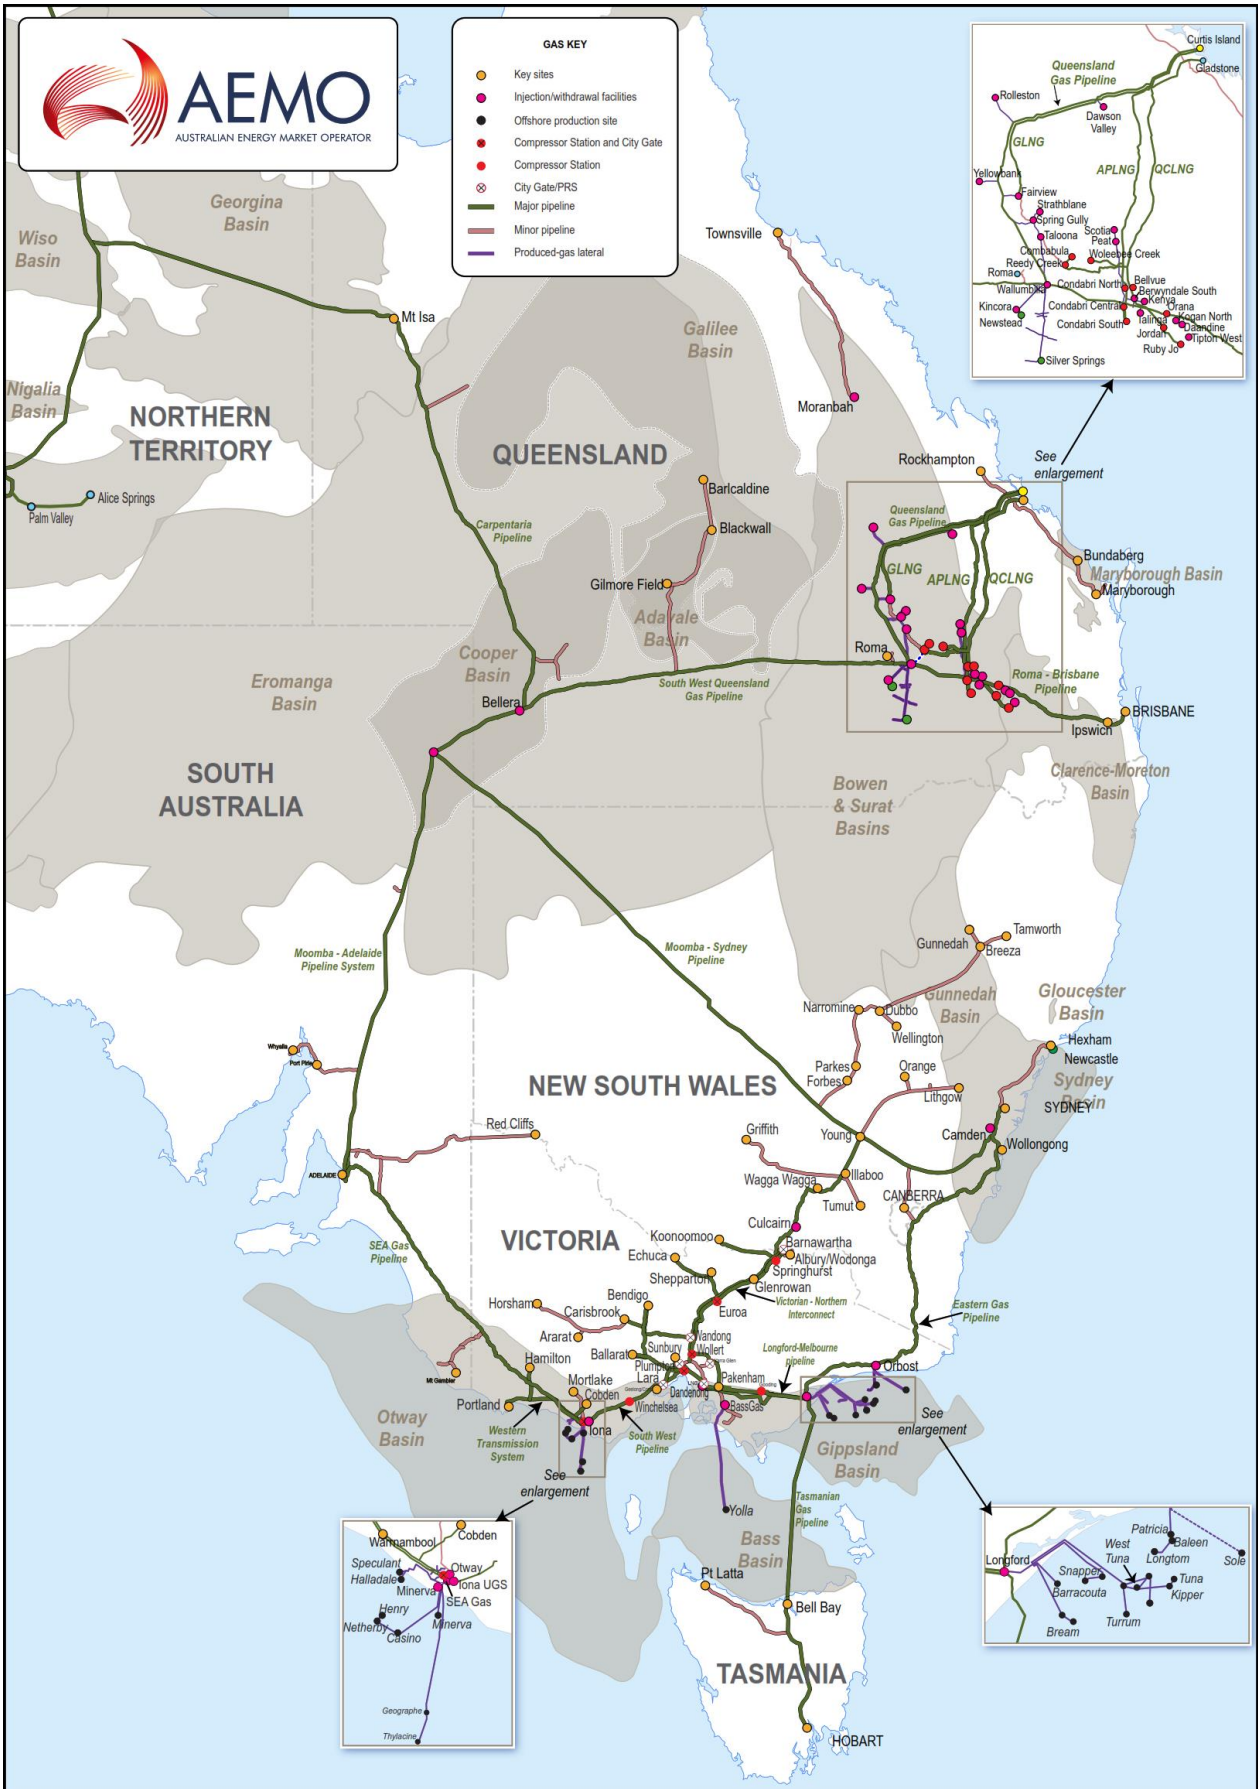 AEMO
AUSTRALIAN ENERGY MARKET OPERATOR
GAS KEY
Key sites
Injection/withdrawal facilities
Offshore production site
Compressor Station and City Gate
Compressor Station
City Gate/PRS
Major pipeline
Minor pipeline
Produced-gas lateral
Curtis Island
Gladstone
Queensland
Gas Pipeline
Rolleston
Dawson
Valley
GLNG
APLNG
QCLNG
Yellowbank
Fairview
Strathblane
Spring Gully
Taloona
Scotia
Peat
Combabula
Woleebee Creek
Reedy Creek
Roma
Wallumbilla
Condabri North
Bellvue
Berwyndale South
Kenya
Kincora
Condabri Central
Orana
Newstead
Talinga
Kogan North
Condabri South
Daandine
Jordan
Tipton West
Ruby Jo
Silver Springs
See
enlargement
Georgina
Basin
Wiso
Basin
Townsville
Mt Isa
Galilee
Basin
Nigalia
Basin
NORTHERN
TERRITORY
Moranbah
QUEENSLAND
Rockhampton
Barlcaldine
Alice Springs
Palm Valley
Carpentaria
Pipeline
Blackwall
Queensland
Gas Pipeline
Bundaberg
Maryborough Basin
Maryborough
GLNG
APLNG
QCLNG
Gilmore Field
Adavale
Basin
Roma
Cooper
Basin
Eromanga
Basin
South West Queensland
Gas Pipeline
Roma - Brisbane
Pipeline
Bellera
BRISBANE
Ipswich
SOUTH
AUSTRALIA
Bowen
& Surat
Basins
Clarence-Moreton
Basin
Moomba - Adelaide
Pipeline System
Moomba - Sydney
Pipeline
Tamworth
Gunnedah
Breeza
Gunnedah
Basin
Gloucester
Basin
Narromine
Dubbo
Wellington
Hexham
Newcastle
Whyalla
Port Pirie
Parkes
Forbes
Orange
Lithgow
Sydney
Basin
NEW SOUTH WALES
SYDNEY
Red Cliffs
Griffith
Young
Camden
Wollongong
ADELAIDE
Wagga Wagga
Illaboo
Tumut
CANBERRA
Culcairn
VICTORIA
SEA Gas
Pipeline
Koonoomoo
Barnawartha
Echuca
Albury/Wodonga
Springhurst
Shepparton
Glenrowan
Victorian - Northern
Interconnect
Bendigo
Horsham
Carisbrook
Euroa
Eastern Gas
Pipeline
Ararat
Wandong
Sunbury
Wollert
Longford-Melbourne
pipeline
Ballarat
Plumpton
Hamilton
Orbost
Mt Gambier
Mortlake
Lara
Pakenham
Dandenong
LNG
Cobden
Portland
Winchelsea
BassGas
Iona
Otway
Basin
Western
Transmission
System
South West
Pipeline
See
enlargement
Gippsland
Basin
See
enlargement
Tasmanian
Gas
Pipeline
Yolla
Bass
Basin
Pt Latta
Bell Bay
TASMANIA
HOBART
Warrnambool
Cobden
Speculant
Halladale
Otway
Iona UGS
Minerva
SEA Gas
Henry
Netherby
Minerva
Casino
Geographe
Thylacine
Patricia
Baleen
West
Tuna
Longtom
Sole
Longford
Snapper
Tuna
Barracouta
Kipper
Turrum
Bream